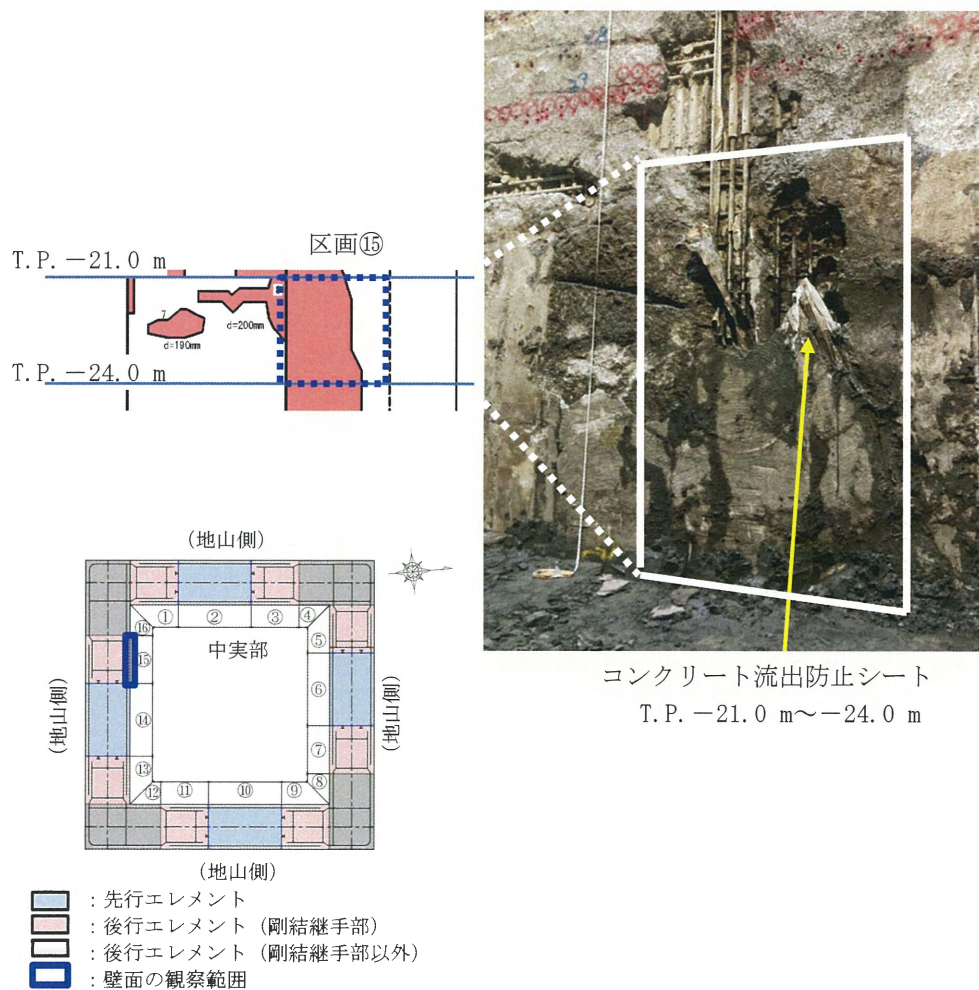 区画⑮
T.P.－21.0 m
7
d=200mm
d=190mm
T.P.－24.0 m
28
29
コンクリート流出防止シート
T.P.－21.0 m～－24.0 m
(地山側)
① ② ③ ④
⑯ 中実部 ⑤
⑮
⑥
(地山側) (地山側)
⑭
⑦
⑬
⑧
⑫ ⑪ ⑩ ⑨
(地山側)
：先行エレメント
：後行エレメント（剛結継手部）
：後行エレメント（剛結継手部以外）
：壁面の観察範囲